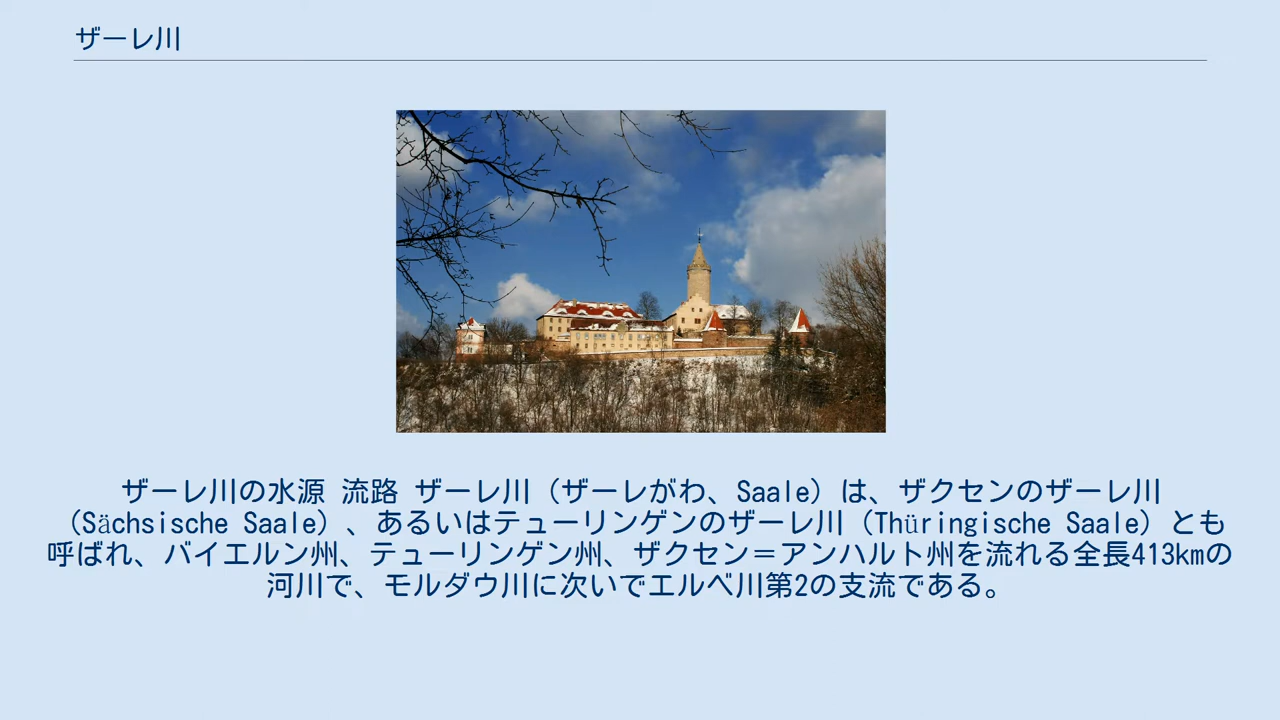 ザーレ川
ザーレ川の水源 流路 ザーレ川（ザーレがわ、Saale）は、ザクセンのザーレ川
（Sächsische Saale）、あるいはテューリンゲンのザーレ川（Thüringische Saale）とも
呼ばれ、バイエルン州、テューリンゲン州、ザクセン＝アンハルト州を流れる全長413kmの
河川で、モルダウ川に次いでエルベ川第2の支流である。